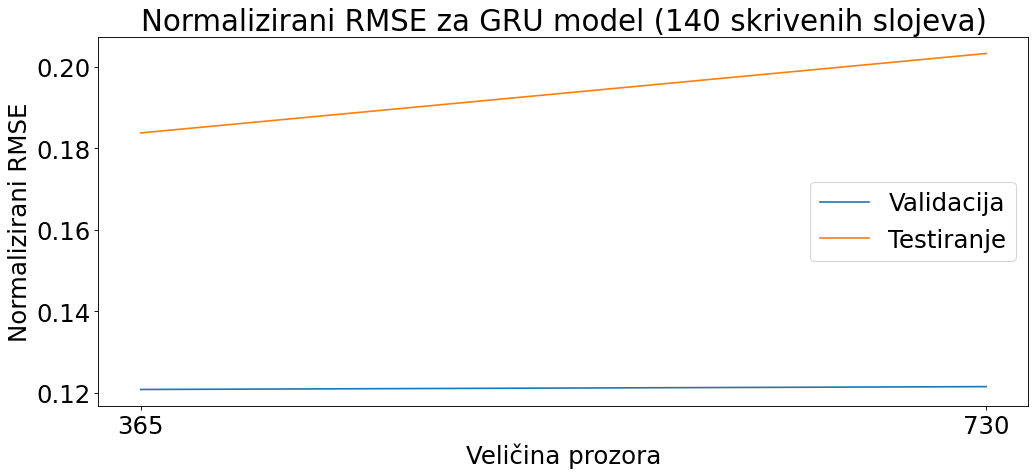 Normalizirani RMSE za GRU model (140 skrivenih slojeva)
Normalizirani RMSE
0.20
0.18
0.16
0.14
0.12
Validacija
Testiranje
365
730
Veličina prozora